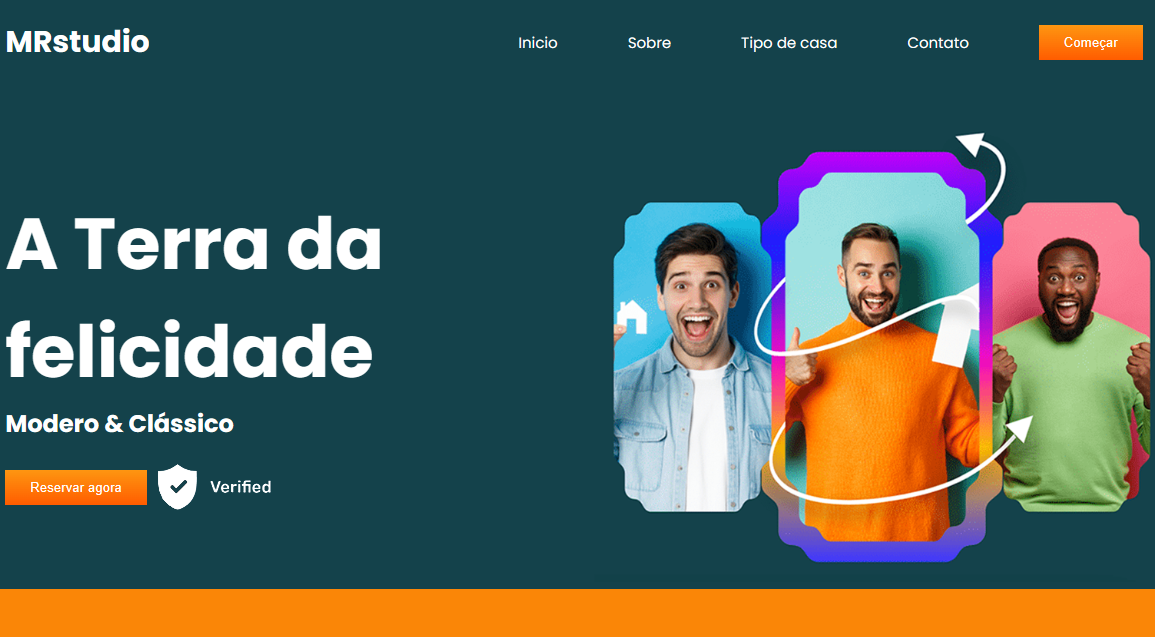 MRstudio
Inicio
Sobre
Tipo de casa
Contato
Começar
A Terra da
felicidade
Modero & Clássico
Reservar agora
Verified